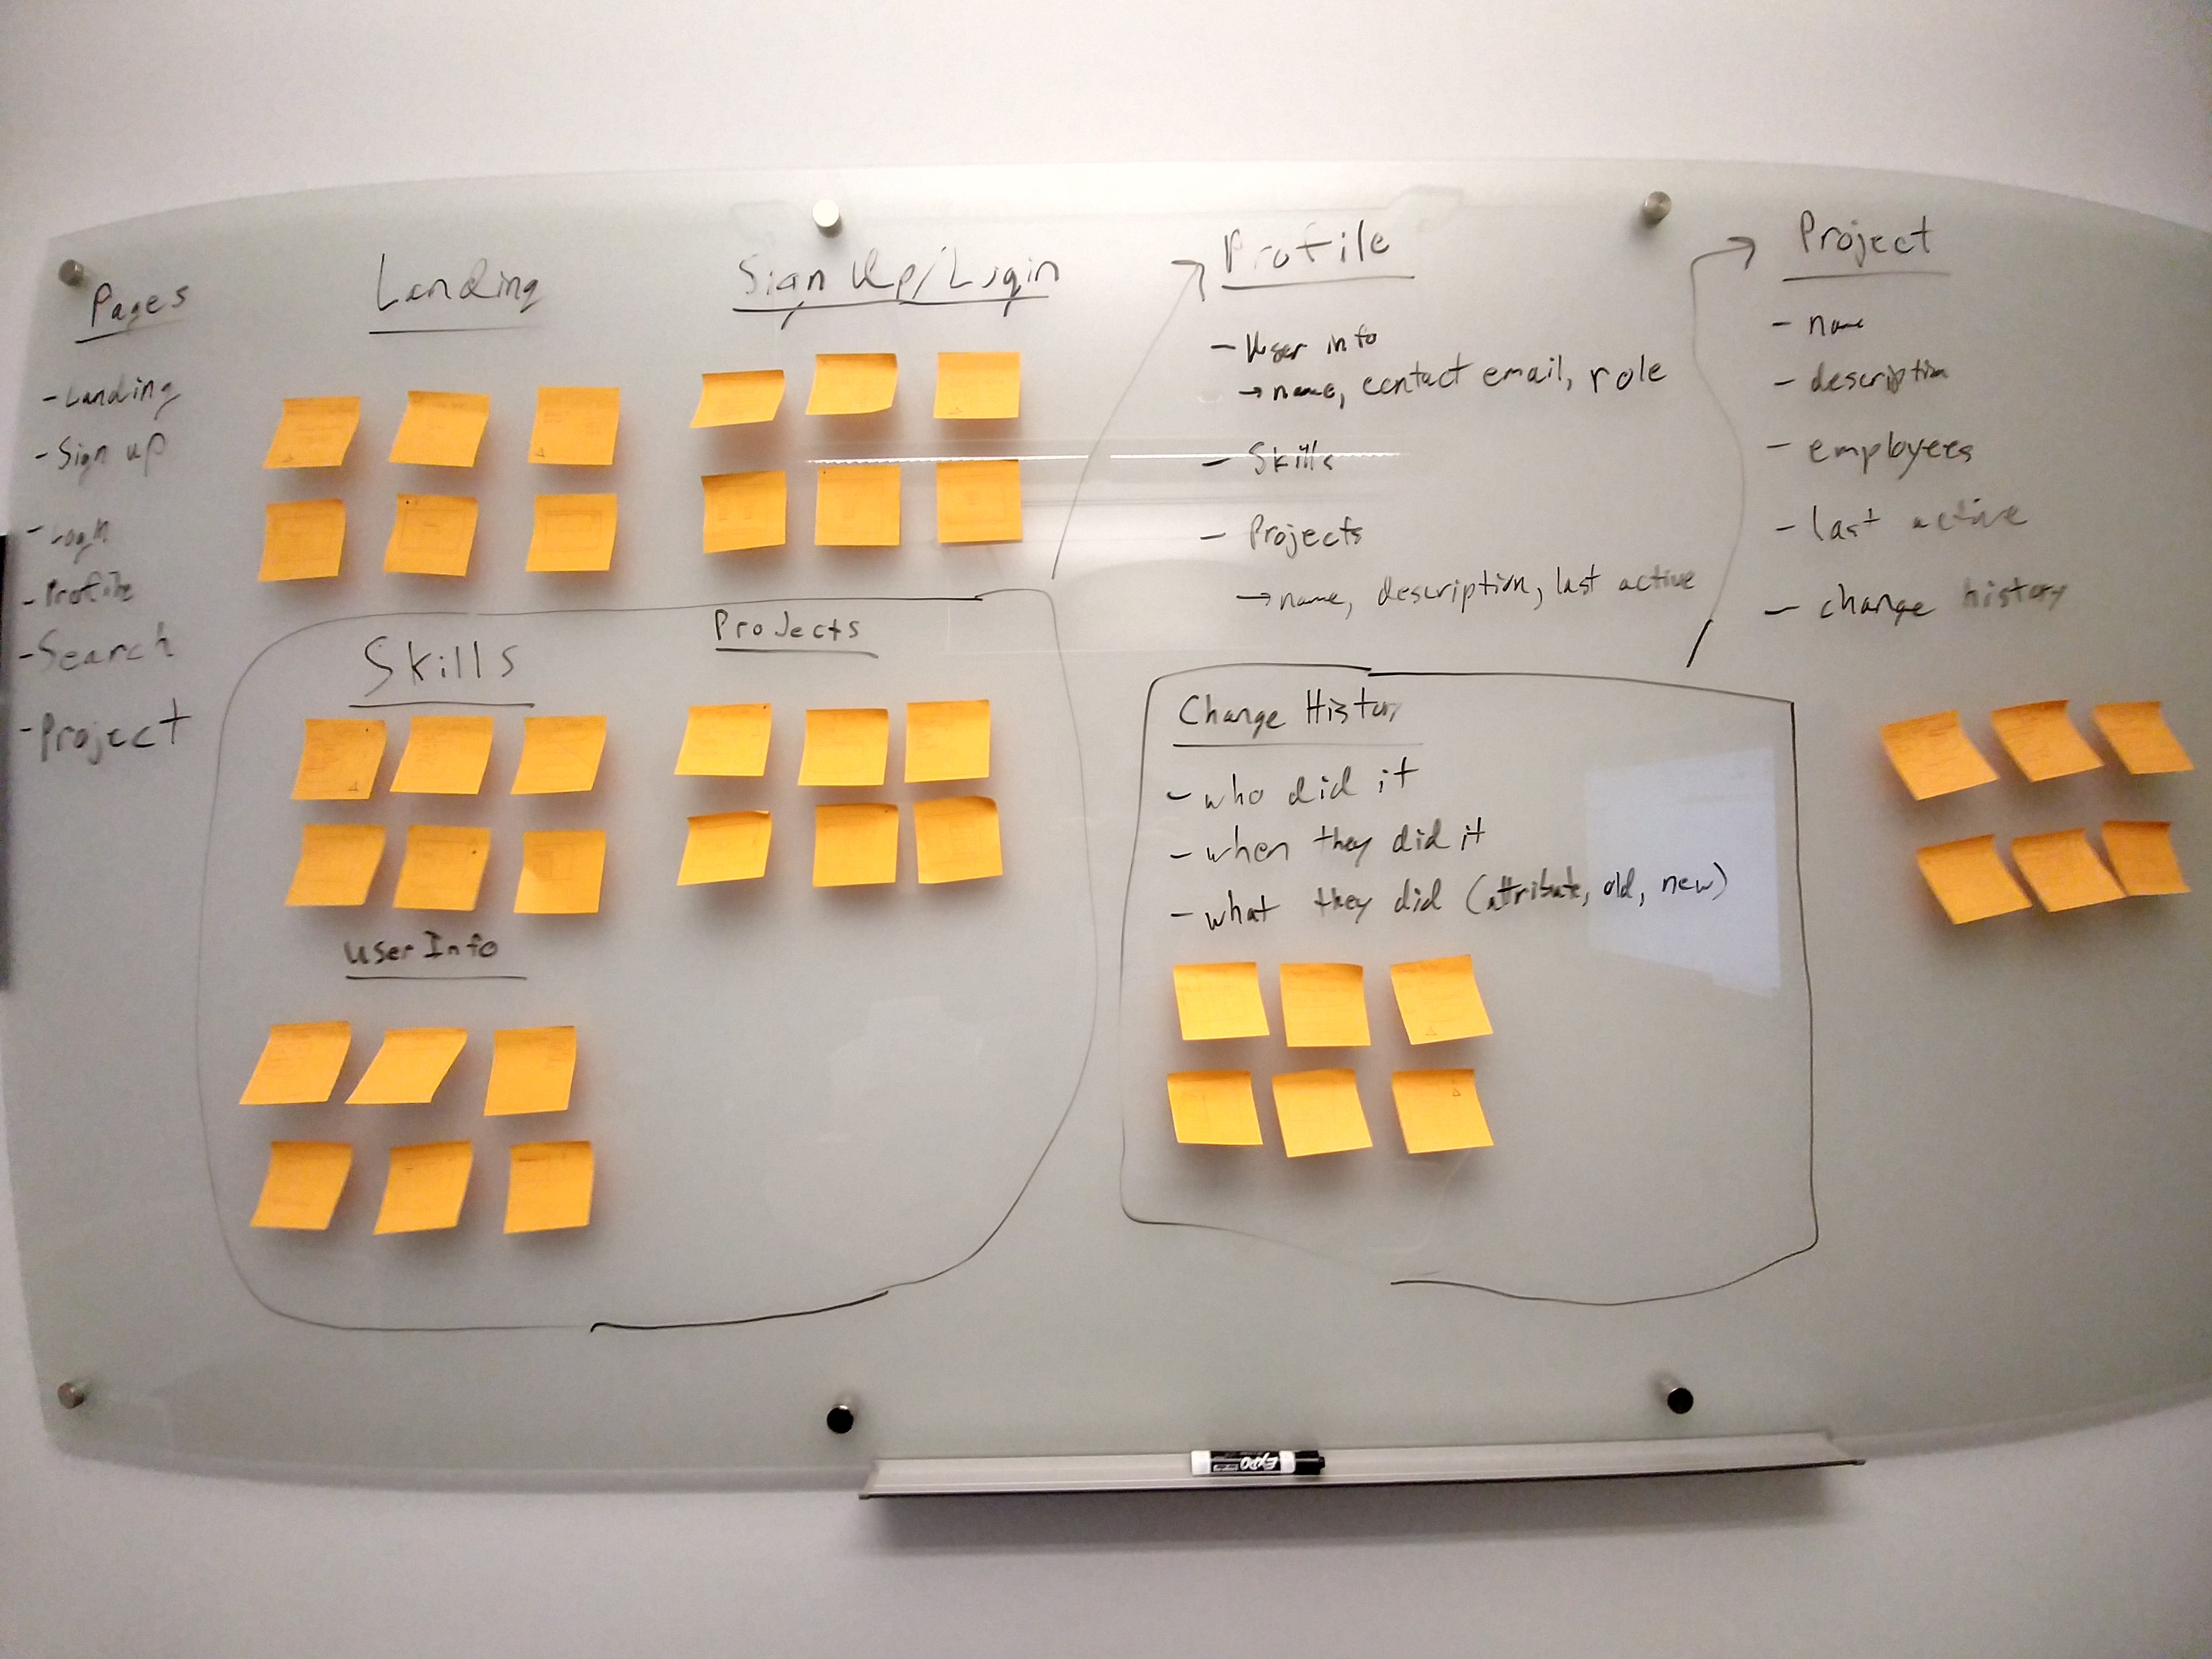 Pages
- Landing
- Sign up
- Login
- Profile
- Search
- Project
Landing
Sign Up/Login
Profile
- User info
→ name, contact email, role
- Skills
- Projects
→ name, description, last active
Project
- name
- description
- employees
- last active
- change history
Skills
Projects
User Info
Change History
- who did it
- when they did it
- what they did (attribute, old, new)
EXPO